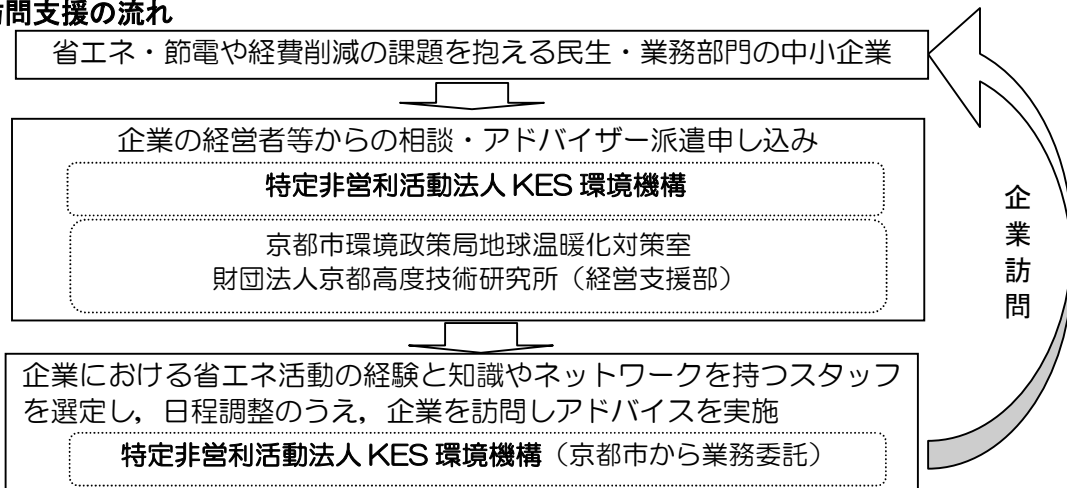 訪問支援の流れ
省エネ・節電や経費削減の課題を抱える民生・業務部門の中小企業
企業の経営者等からの相談・アドバイザー派遣申し込み
特定非営利活動法人 KES 環境機構
京都市環境政策局地球温暖化対策室
財団法人京都高度技術研究所（経営支援部）
企業訪問
企業における省エネ活動の経験と知識やネットワークを持つスタッフ
を選定し，日程調整のうえ，企業を訪問しアドバイスを実施
特定非営利活動法人 KES 環境機構（京都市から業務委託）